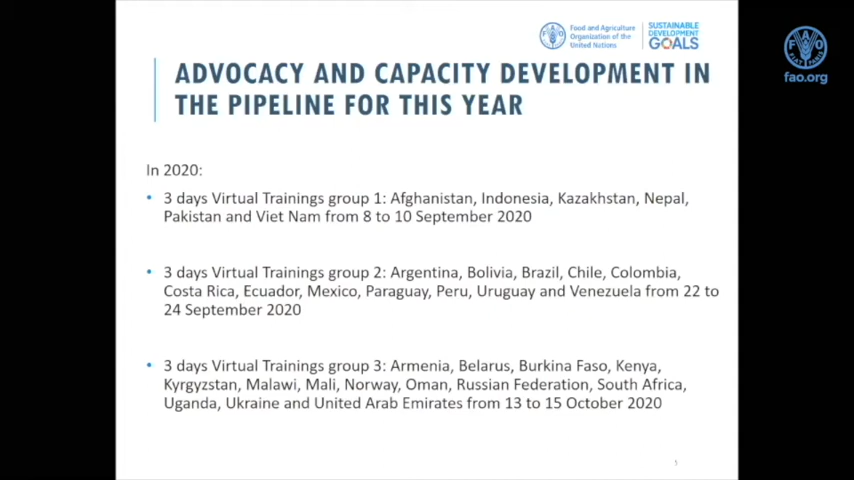 Food and Agriculture
Organization of the
United Nations
SUSTAINABLE
DEVELOPMENT
GOALS
FAO
FIAT PANIS
fao.org
ADVOCACY AND CAPACITY DEVELOPMENT IN
THE PIPELINE FOR THIS YEAR
In 2020:
• 3 days Virtual Trainings group 1: Afghanistan, Indonesia, Kazakhstan, Nepal,
Pakistan and Viet Nam from 8 to 10 September 2020
• 3 days Virtual Trainings group 2: Argentina, Bolivia, Brazil, Chile, Colombia,
Costa Rica, Ecuador, Mexico, Paraguay, Peru, Uruguay and Venezuela from 22 to
24 September 2020
• 3 days Virtual Trainings group 3: Armenia, Belarus, Burkina Faso, Kenya,
Kyrgyzstan, Malawi, Mali, Norway, Oman, Russian Federation, South Africa,
Uganda, Ukraine and United Arab Emirates from 13 to 15 October 2020